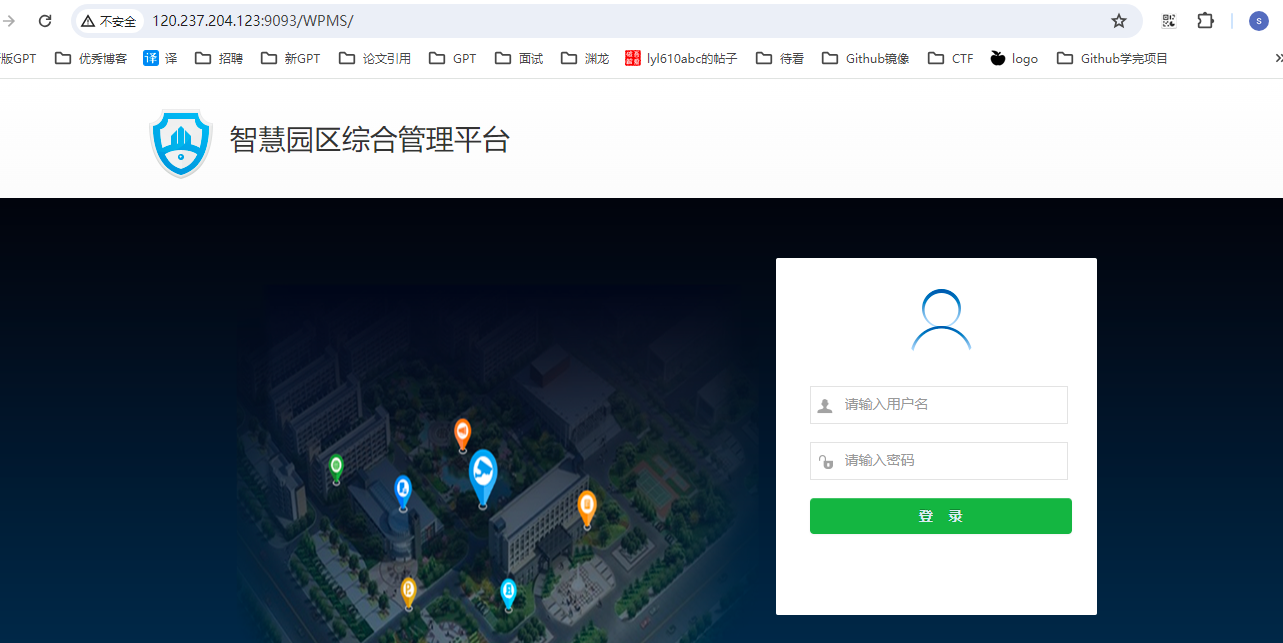 不安全 120.237.204.123:9093/WPMS/ S
版GPT 优秀博客 译 译 招聘 新GPT 论文引用 GPT 面试 渊龙 lyl610abc的帖子 待看 Github镜像 CTF logo Github学完项目 »
智慧园区综合管理平台
请输入用户名
请输入密码
登 录